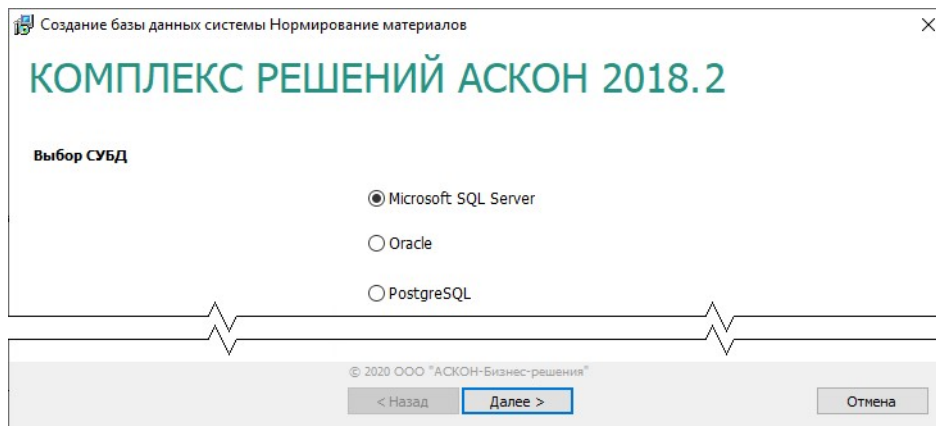 Создание базы данных системы Нормирование материалов
КОМПЛЕКС РЕШЕНИЙ АСКОН 2018.2
Выбор СУБД
Microsoft SQL Server
Oracle
PostgreSQL
© 2020 ООО "АСКОН-Бизнес-решения"
< Назад Далее > Отмена